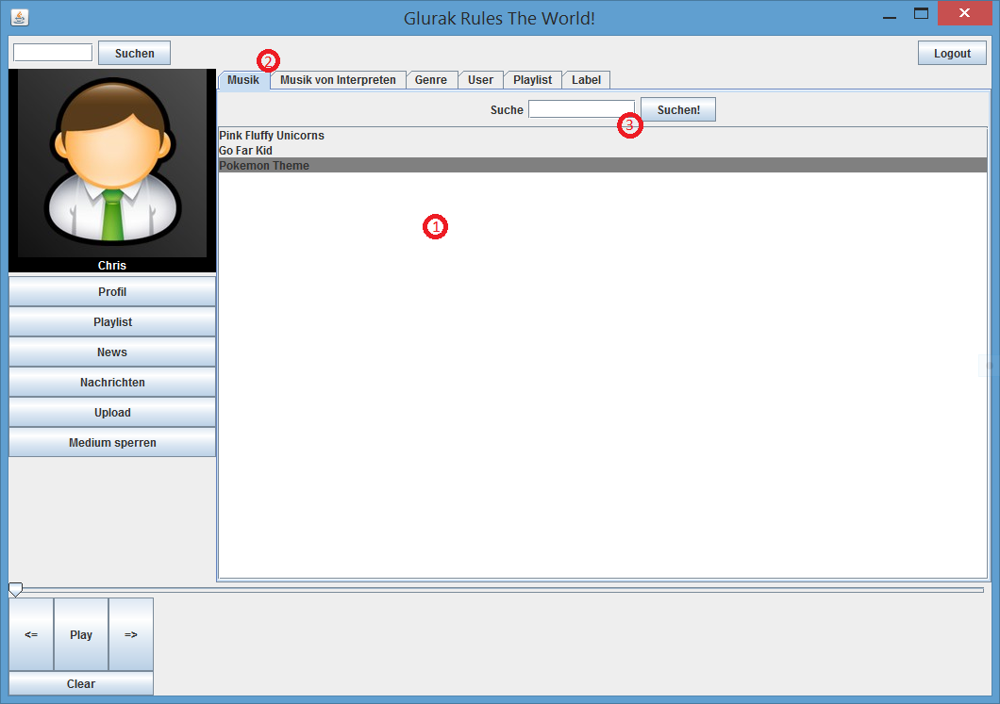 Glurak Rules The World!
Suchen
Logout
2
Musik Musik von Interpreten Genre User Playlist Label
Suche Suchen!
3
Pink Fluffy Unicorns
Go Far Kid
Pokemon Theme
1
Chris
Profil
Playlist
News
Nachrichten
Upload
Medium sperren
<= Play =>
Clear